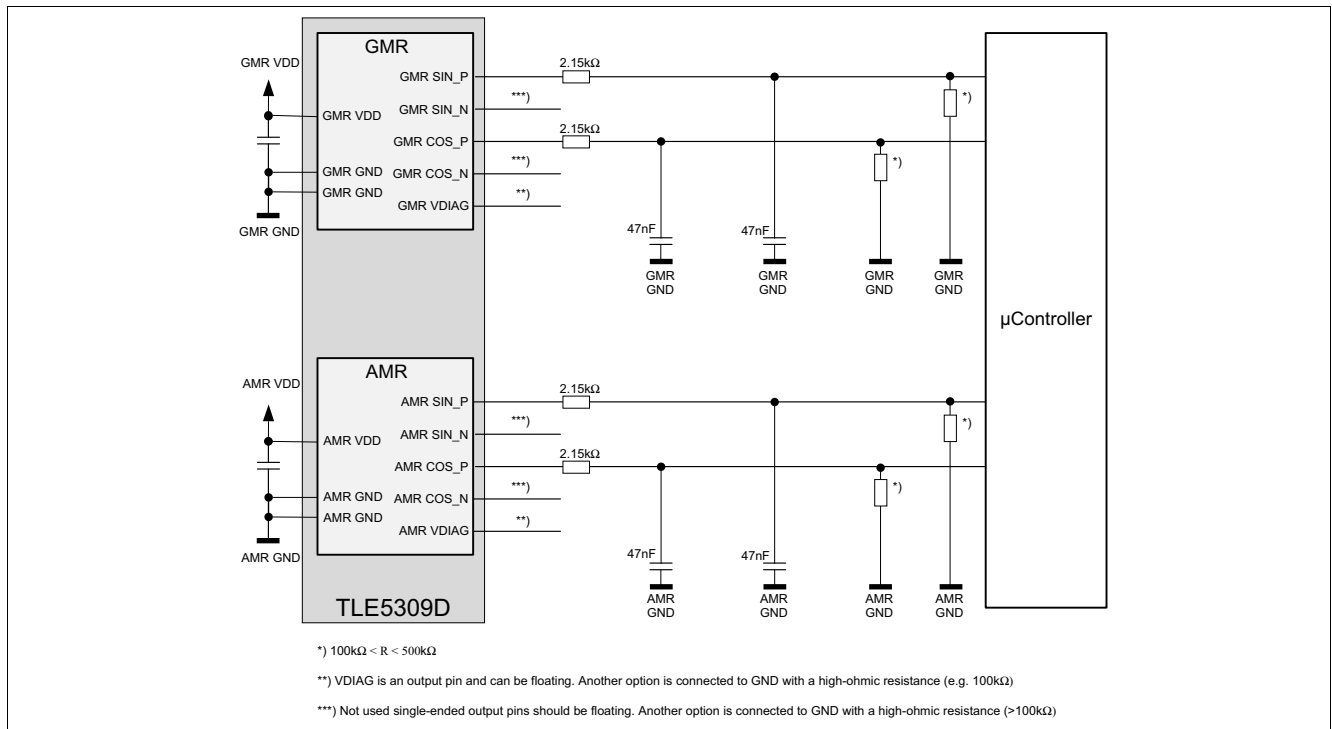 GMR
GMR VDD
GMR SIN_P
2.15kΩ
***)
GMR SIN_N
*)
GMR VDD
2.15kΩ
GMR COS_P
***)
*)
GMR GND
GMR COS_N
**)
GMR GND
GMR VDIAG
GMR GND
47nF
47nF
GMR
GND
GMR
GND
GMR
GND
GMR
GND
µController
AMR
AMR VDD
AMR SIN_P
2.15kΩ
***)
AMR SIN_N
*)
AMR VDD
2.15kΩ
AMR COS_P
***)
*)
AMR GND
AMR COS_N
**)
AMR GND
AMR VDIAG
AMR GND
47nF
47nF
AMR
GND
AMR
GND
AMR
GND
AMR
GND
TLE5309D
*) 100kΩ < R < 500kΩ
**) VDIAG is an output pin and can be floating. Another option is connected to GND with a high-ohmic resistance (e.g. 100kΩ)
***) Not used single-ended output pins should be floating. Another option is connected to GND with a high-ohmic resistance (>100kΩ)